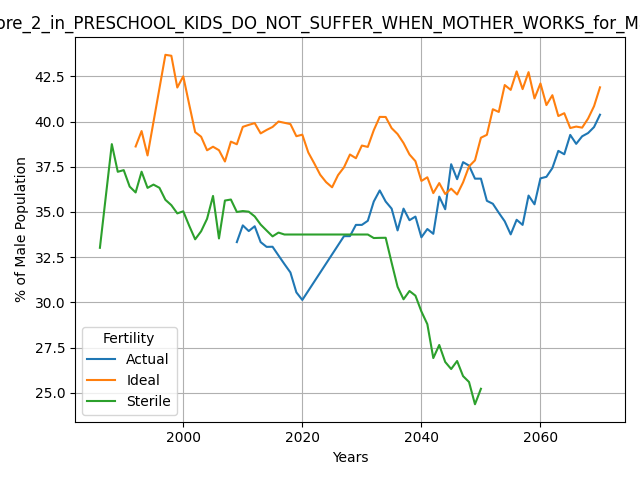 ore_2_in_PRESCHOOL_KIDS_DO_NOT_SUFFER_WHEN_MOTHER_WORKS_for_M
% of Male Population
42.5
40.0
37.5
35.0
32.5
30.0
27.5
25.0
Fertility
Actual
Ideal
Sterile
2000
2020
2040
2060
Years